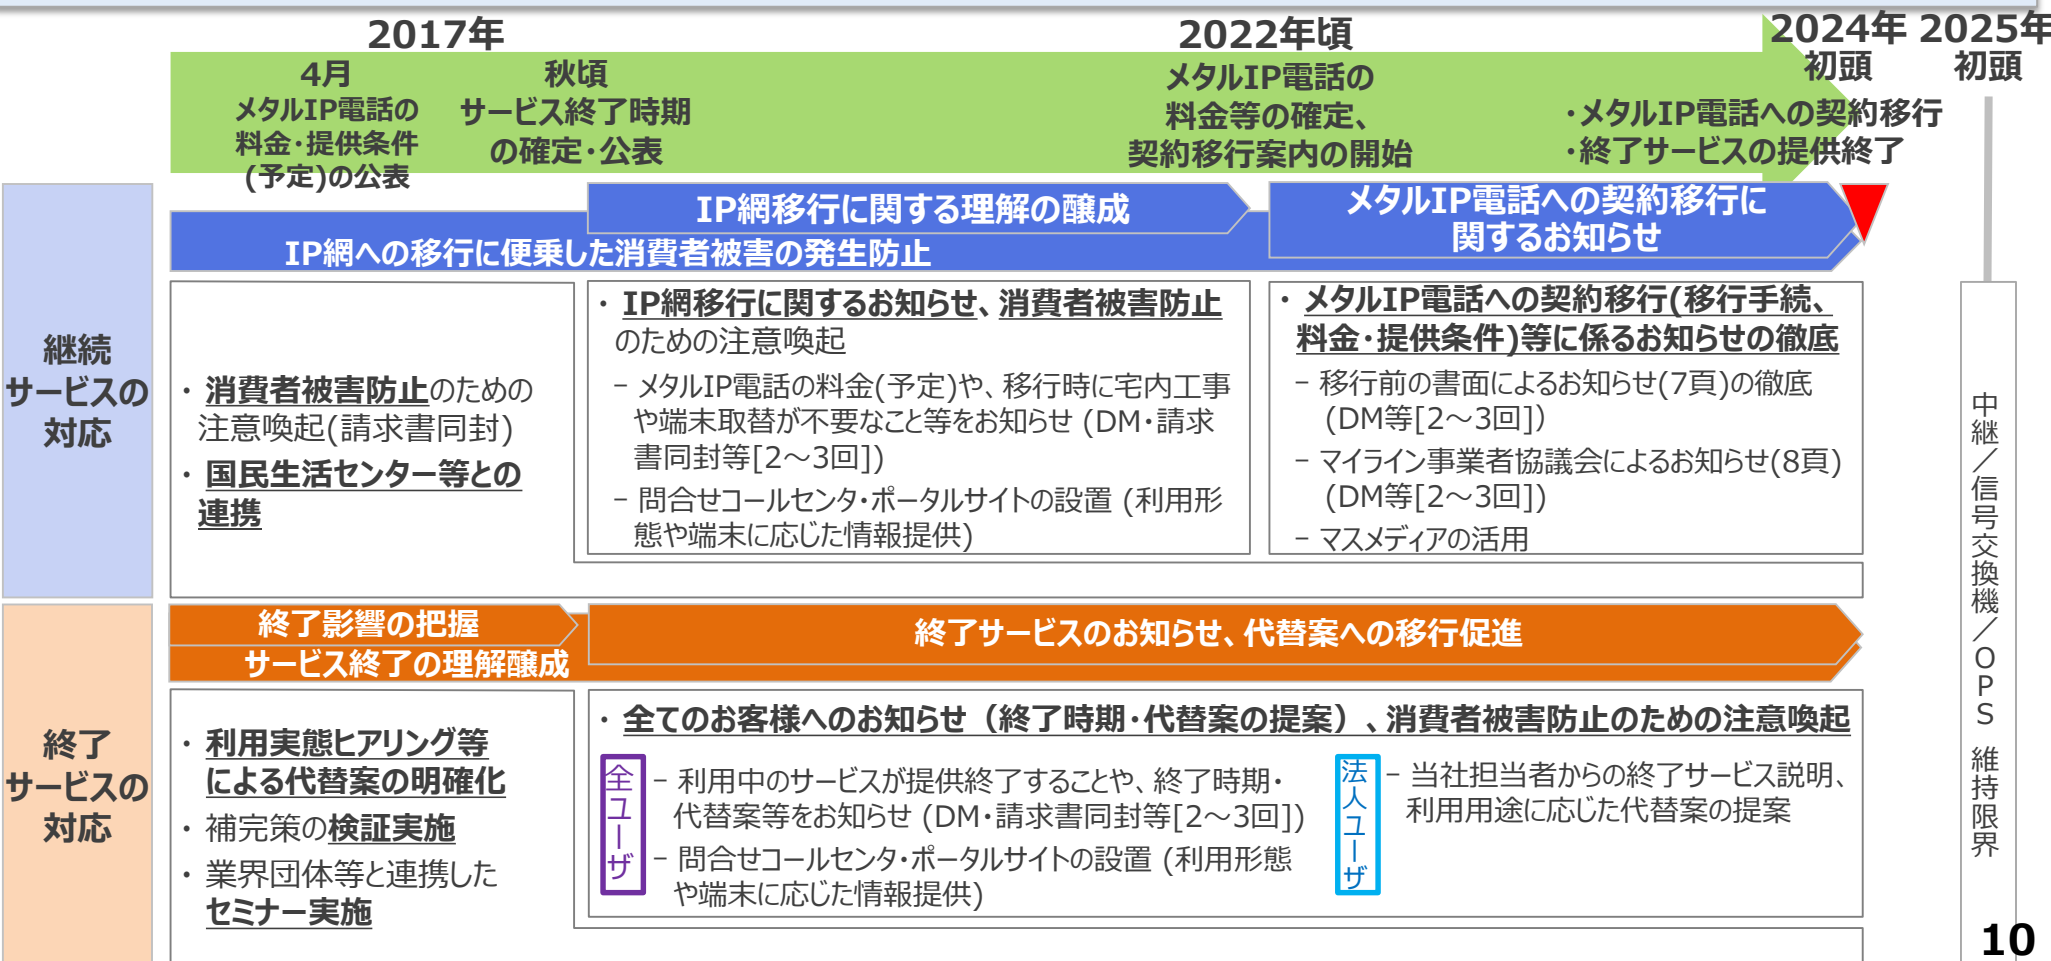 2017年
2022年頃
2024年
初頭
2025年
初頭
4月
メタルIP電話の
料金・提供条件
(予定)の公表
秋頃
サービス終了時期
の確定・公表
メタルIP電話の
料金等の確定、
契約移行案内の開始
・メタルIP電話への契約移行
・終了サービスの提供終了
継続
サービスの
対応
IP網移行に関する理解の醸成
メタルIP電話への契約移行に
関するお知らせ
IP網への移行に便乗した消費者被害の発生防止
・消費者被害防止のための
注意喚起(請求書同封)
・国民生活センター等との
連携
・IP網移行に関するお知らせ、消費者被害防止
のための注意喚起
− メタルIP電話の料金(予定)や、移行時に宅内工事
や端末取替が不要なこと等をお知らせ (DM・請求
書同封等[2～3回])
− 問合せコールセンタ・ポータルサイトの設置 (利用形
態や端末に応じた情報提供)
・メタルIP電話への契約移行(移行手続、
料金・提供条件)等に係るお知らせの徹底
− 移行前の書面によるお知らせ(7頁)の徹底
(DM等[2～3回]）
− マイライン事業者協議会によるお知らせ(8頁)
(DM等[2～3回])
− マスメディアの活用
中継／信号交換機／OPS 維持限界
終了
サービスの
対応
終了影響の把握
サービス終了の理解醸成
終了サービスのお知らせ、代替案への移行促進
・利用実態ヒアリング等
による代替案の明確化
・補完策の検証実施
・業界団体等と連携した
セミナー実施
・全てのお客様へのお知らせ（終了時期・代替案の提案）、消費者被害防止のための注意喚起
全ユーザ
− 利用中のサービスが提供終了することや、終了時期・
代替案等をお知らせ (DM・請求書同封等[2～3回])
− 問合せコールセンタ・ポータルサイトの設置 (利用形態
や端末に応じた情報提供)
法人ユーザ
− 当社担当者からの終了サービス説明、
利用用途に応じた代替案の提案
10